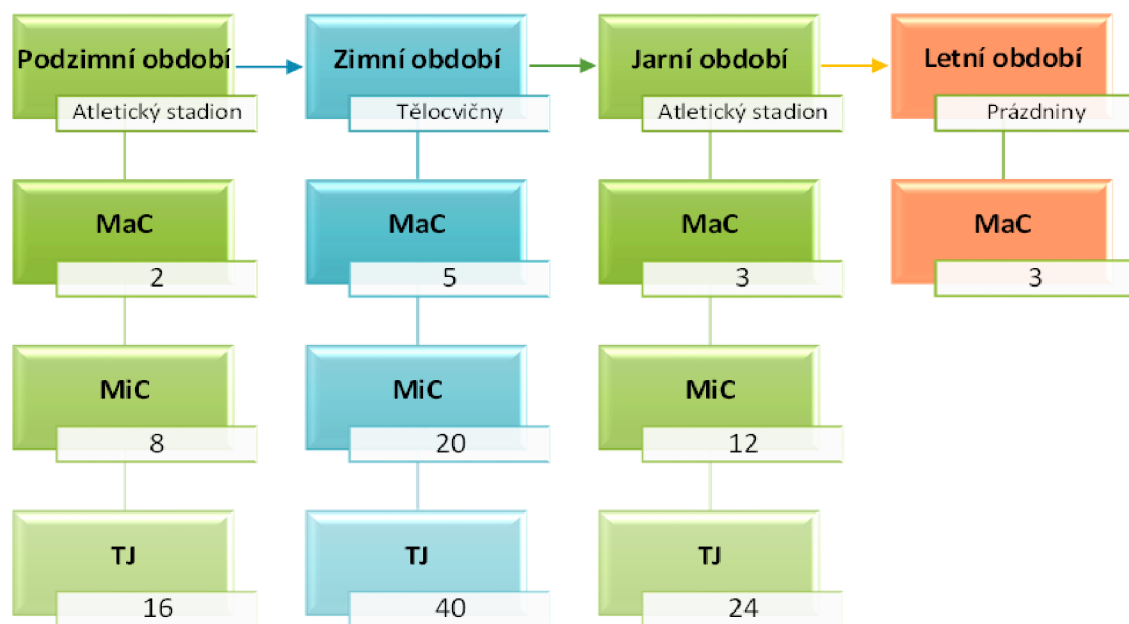 Podzimní období
Atletický stadion
MaC
2
MiC
8
TJ
16
Zimní období
Tělocvičny
MaC
5
MiC
20
TJ
40
Jarní období
Atletický stadion
MaC
3
MiC
12
TJ
24
Letní období
Prázdniny
MaC
3